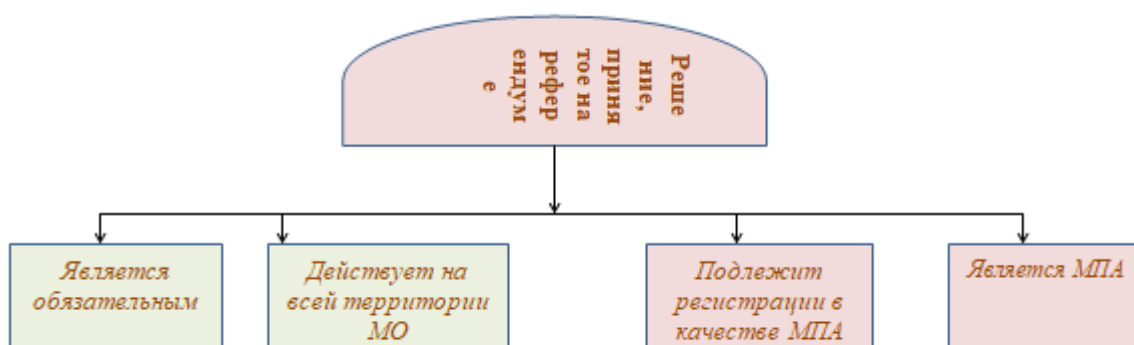 Реше
ние,
приня
тое на
рефер
ендум
е
Является
обязательным
Действует на
всей территории
МО
Подлежит
регистрации в
качестве МПА
Является МПА